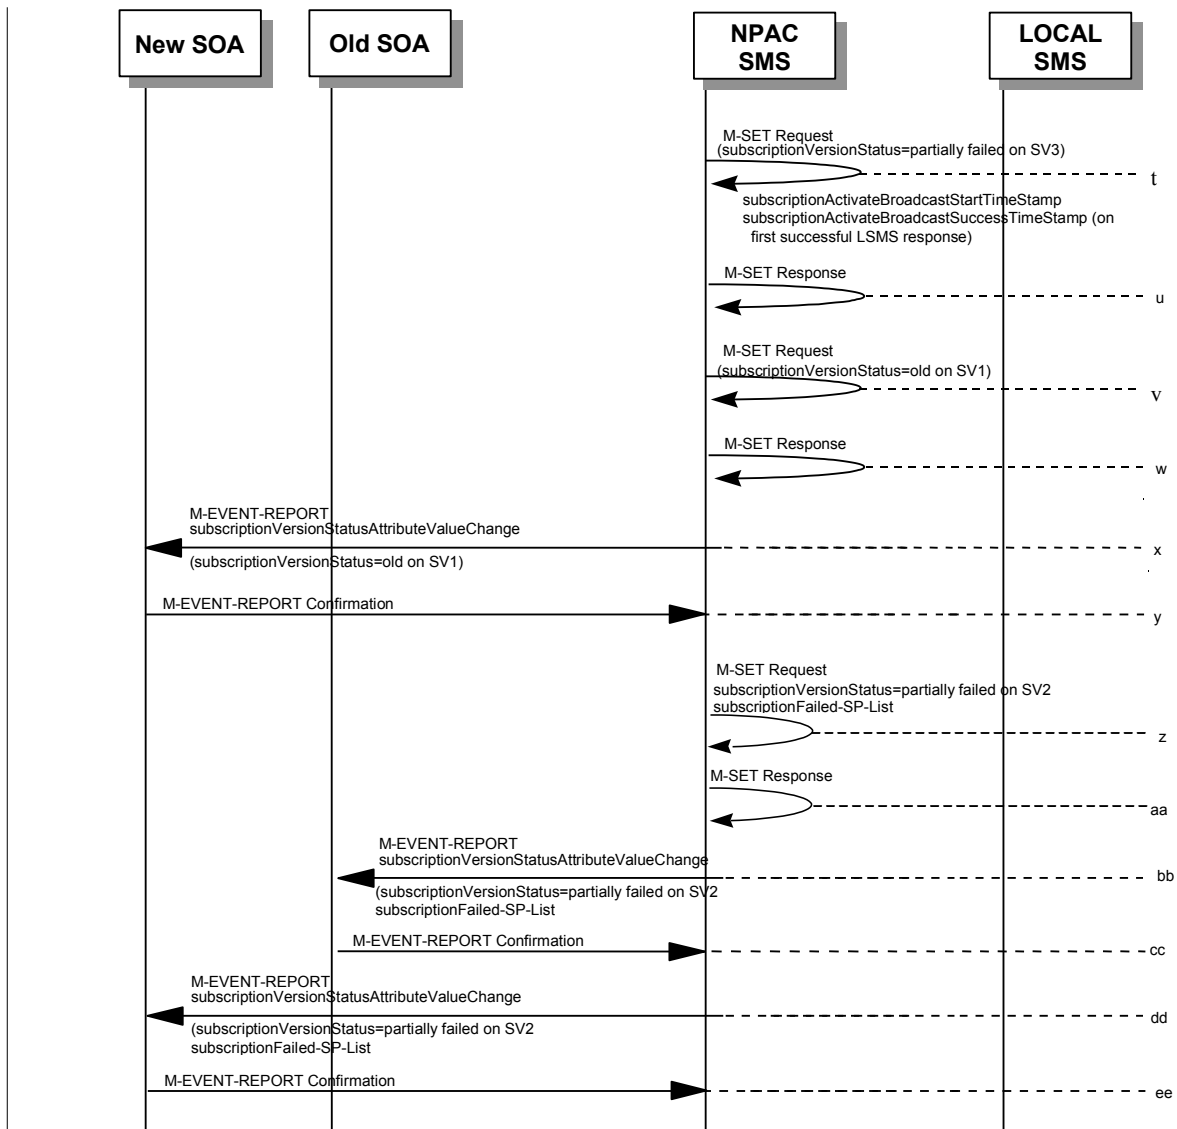 New SOA
Old SOA
NPAC
SMS
LOCAL
SMS
M-SET Request
(subscriptionVersionStatus=partially failed on SV3)
t
subscriptionActivateBroadcastStartTimeStamp
subscriptionActivateBroadcastSuccessTimeStamp (on
first successful LSMS response)
M-SET Response
u
M-SET Request
(subscriptionVersionStatus=old on SV1)
v
M-SET Response
w
M-EVENT-REPORT
subscriptionVersionStatusAttributeValueChange
x
(subscriptionVersionStatus=old on SV1)
M-EVENT-REPORT Confirmation
y
M-SET Request
subscriptionVersionStatus=partially failed on SV2
subscriptionFailed-SP-List
z
M-SET Response
aa
M-EVENT-REPORT
subscriptionVersionStatusAttributeValueChange
bb
(subscriptionVersionStatus=partially failed on SV2
subscriptionFailed-SP-List
M-EVENT-REPORT Confirmation
cc
M-EVENT-REPORT
subscriptionVersionStatusAttributeValueChange
dd
(subscriptionVersionStatus=partially failed on SV2
subscriptionFailed-SP-List
M-EVENT-REPORT Confirmation
ee